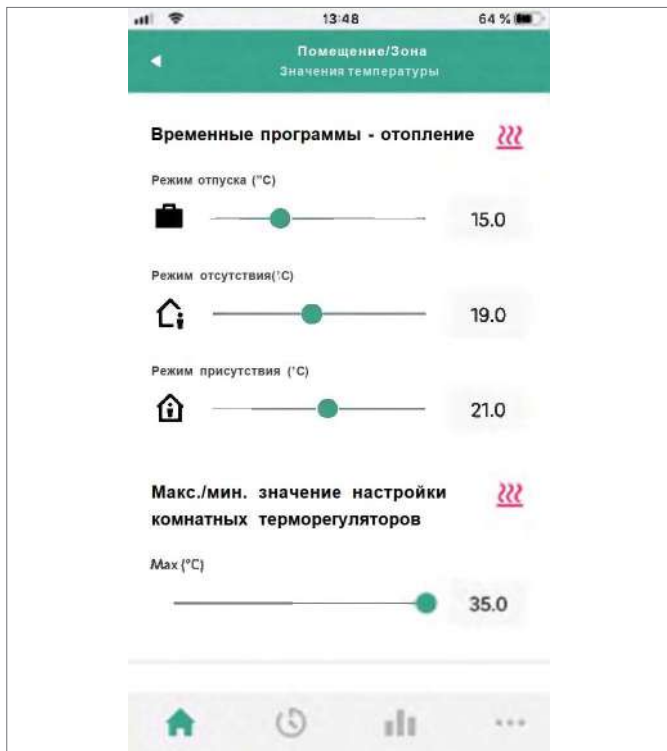 13:48
64 %
Помещение/Зона
Значения температуры
Временные программы - отопление
Режим отпуска (°C)
15.0
Режим отсутствия(°C)
19.0
Режим присутствия (°C)
21.0
Макс./мин. значение настройки
комнатных терморегуляторов
Max (°C)
35.0